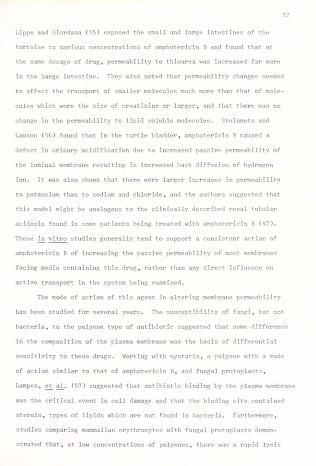 32
Lippe and Giordana (55) exposed the small and large intestines of the
tortoise to various concentrations of amphotericin B and found that at
the same dosage of drug, permeability to thiourea was increased far more
in the large intestine. They also noted that permeability changes seemed
to affect the transport of smaller molecules much more than that of mole-
cules which were the size of creatinine or larger, and that there was no
change in the permeability to lipid soluble molecules. Steinmetz and
Lawson (56) found that in the turtle bladder, amphotericin B caused a
defect in urinary acidification due to increased passive permeability of
the luminal membrane resulting in increased back diffusion of hydrogen
ion. It was also shown that there were larger increases in permeability
to potassium than to sodium and chloride, and the authors suggested that
this model might be analogous to the clinically described renal tubular
acidosis found in some patients being treated with amphotericin B (47).
These in vitro studies generally tend to support a consistent action of
amphotericin B of increasing the passive permeability of most membranes
facing media containing this drug, rather than any direct influence on
active transport in the system being examined.
The mode of action of this agent in altering membrane permeability
has been studied for several years. The susceptibility of fungi, but not
bacteria, to the polyene type of antibiotic suggested that some difference
in the composition of the plasma membrane was the basis of differential
sensitivity to these drugs. Working with nystatin, a polyene with a mode
of action similar to that of amphotericin B, and fungal protoplasts,
Lampen, et al. (57) suggested that antibiotic binding by the plasma membrane
was the critical event in cell damage and that the binding site contained
sterols, types of lipids which are not found in bacteria. Furthermore,
studies comparing mammalian erythrocytes with fungal protoplasts demon-
strated that, at low concentrations of polyenes, there was a rapid lysis